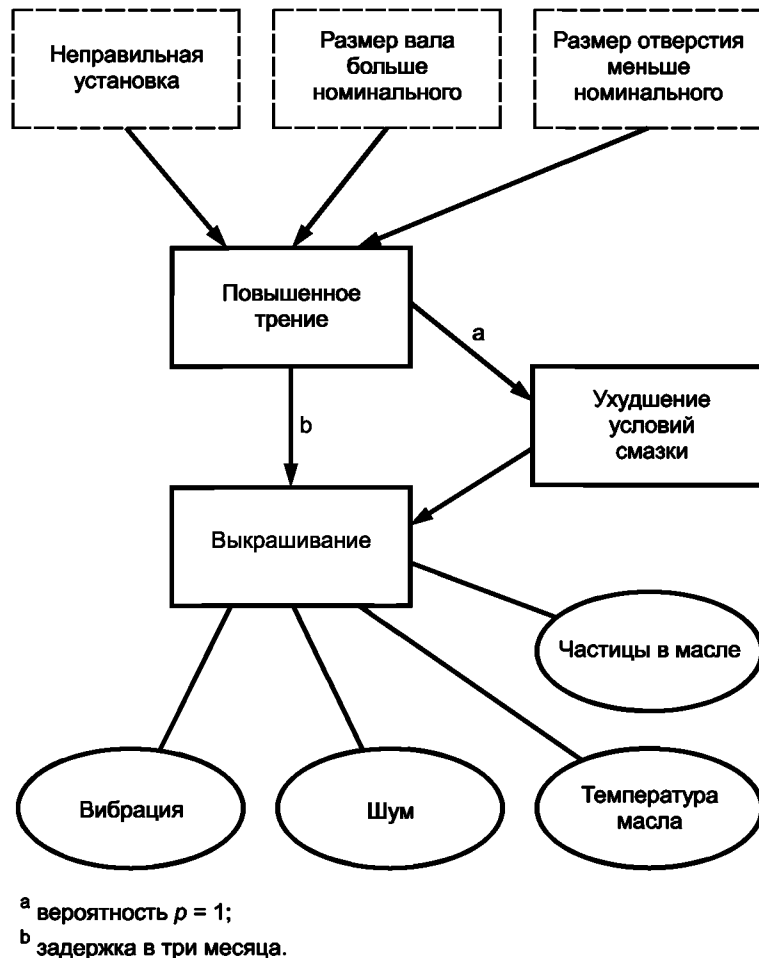 Неправильная
установка
Размер вала
больше
номинального
Размер отверстия
меньше
номинального
Повышенное
трение
a
Ухудшение
условий
смазки
b
Выкрашивание
Частицы в масле
Вибрация
Шум
Температура
масла
a вероятность p = 1;
b задержка в три месяца.